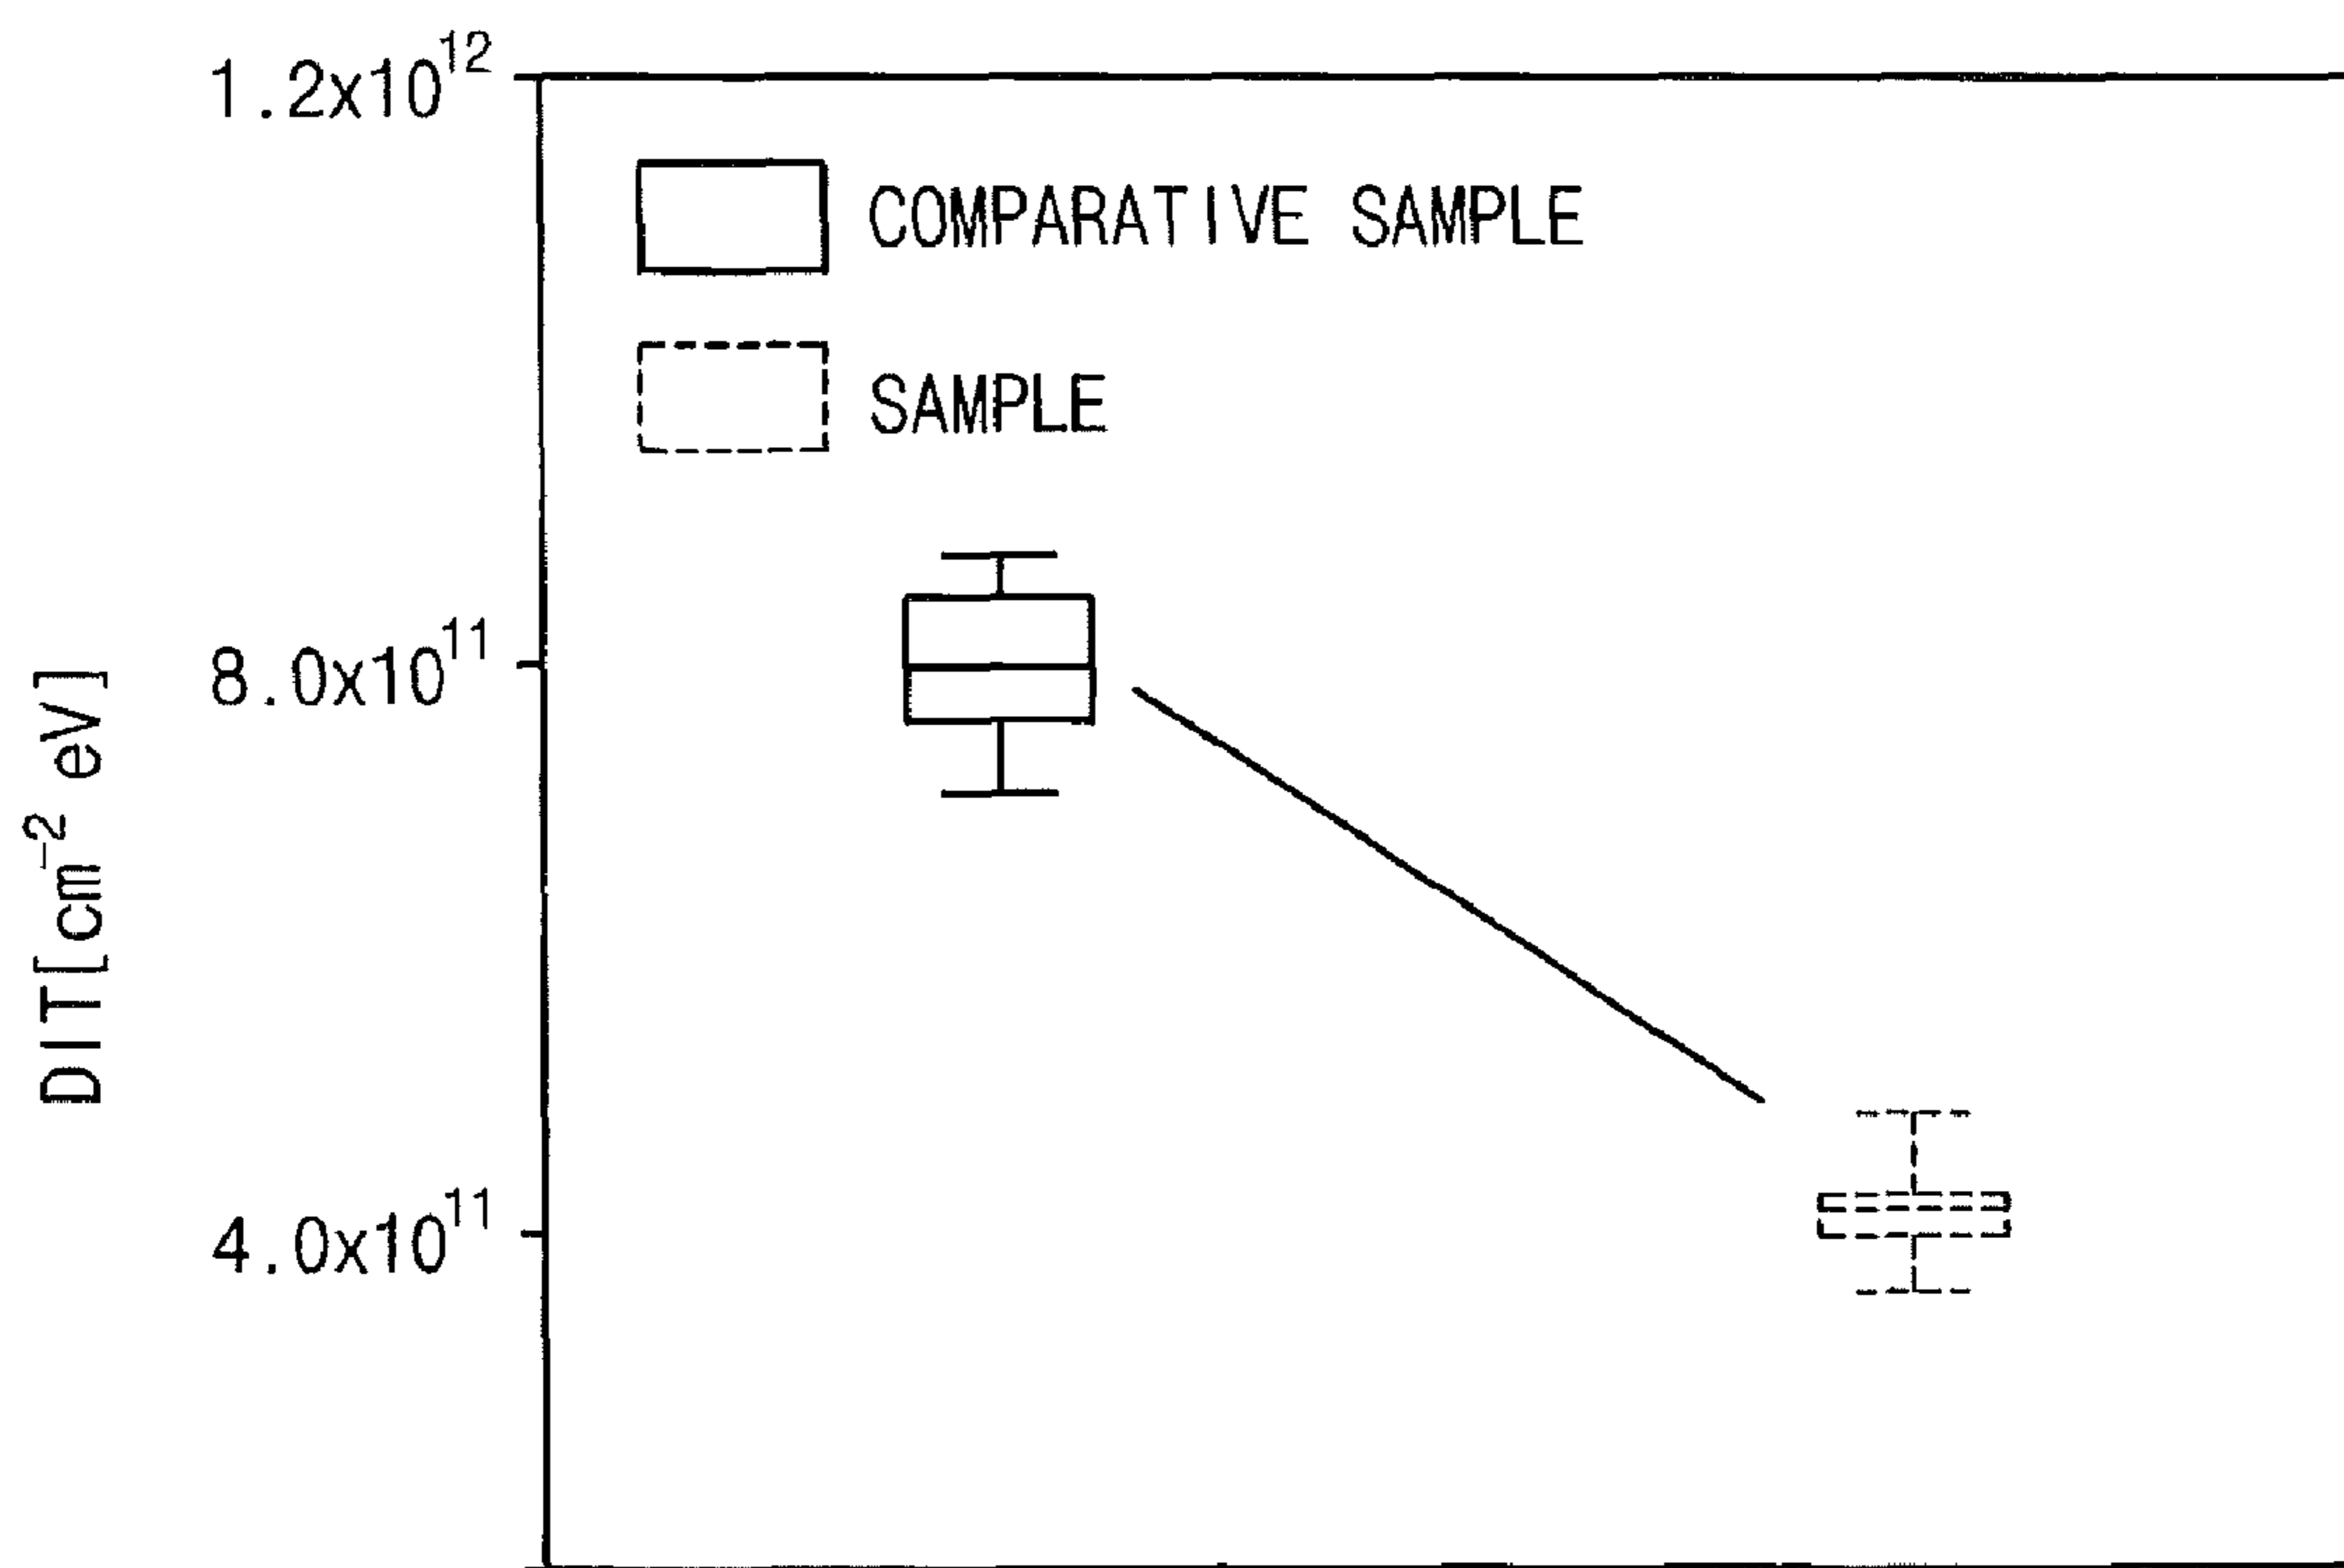 1.2x10^12
COMPARATIVE SAMPLE
SAMPLE
8.0x10^11
4.0x10^11
DIT[cm^-2 eV]